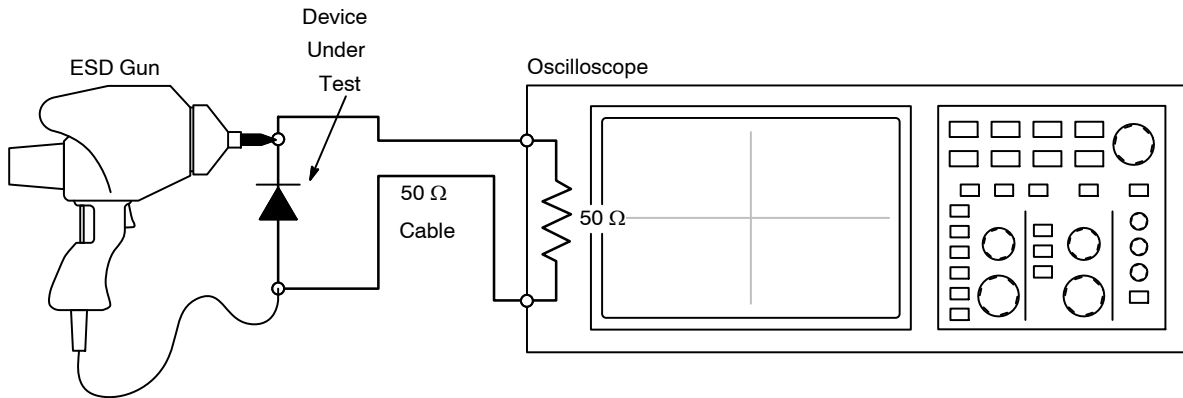 Device
Under
Test
ESD Gun
Oscilloscope
50 Ω
Cable
50 Ω